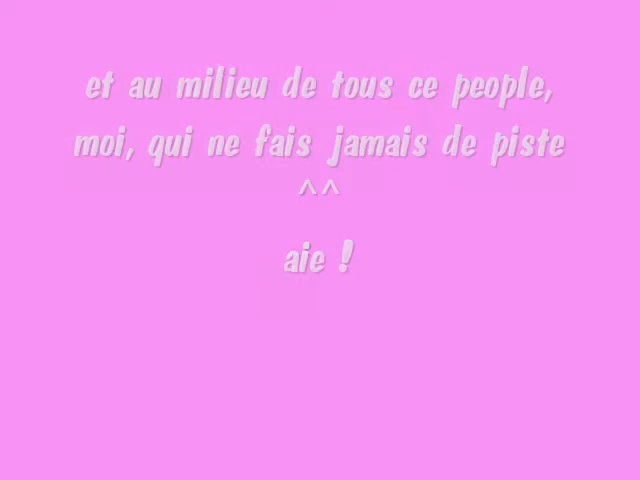 et au milieu de tous ce people,
moi, qui ne fais jamais de piste
^^
aie !